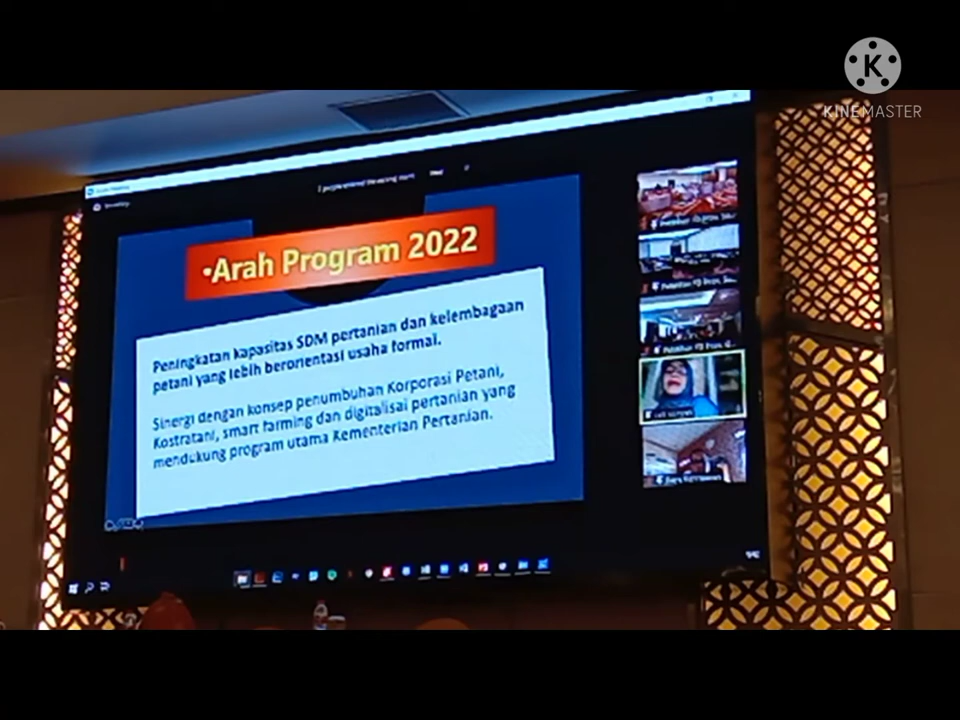 KINEMASTER
•Arah Program 2022
Peningkatan kapasitas SDM pertanian dan kelembagaan
petani yang lebih berorientasi usaha formal.
Sinergi dengan konsep penumbuhan Korporasi Petani,
Kostratani, smart farming dan digitalisai pertanian yang
mendukung program utama Kementerian Pertanian.